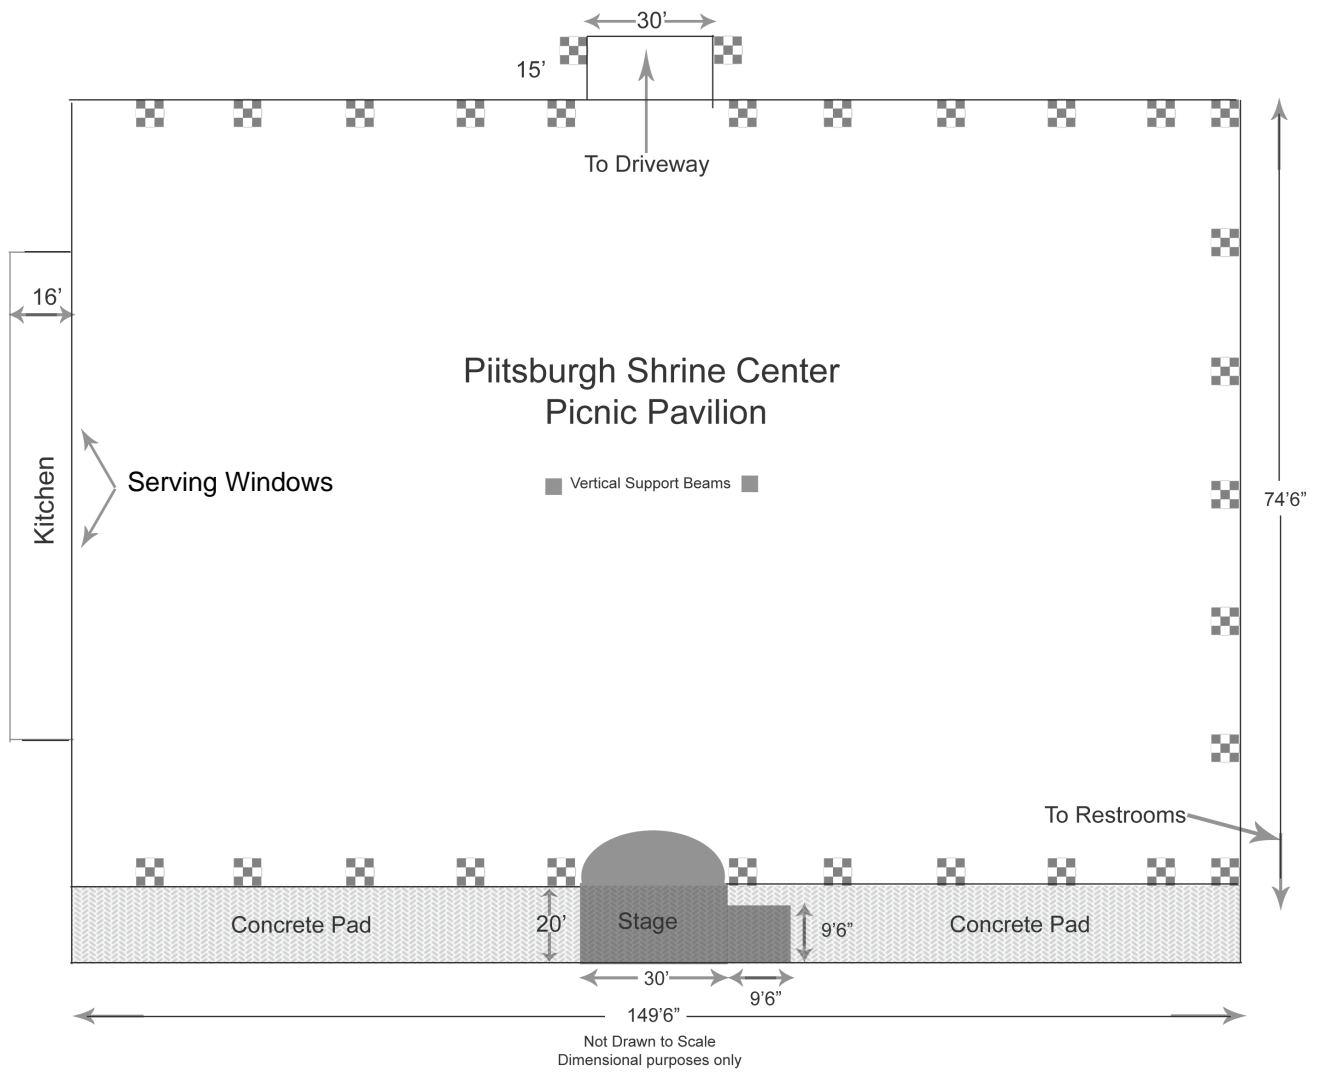 30’
15’
To Driveway
16’
Piitsburgh Shrine Center
Picnic Pavilion
Kitchen
Serving Windows
Vertical Support Beams
74’6”
To Restrooms
Concrete Pad
20’
Stage
9’6”
Concrete Pad
30’
9’6”
149’6”
Not Drawn to Scale
Dimensional purposes only